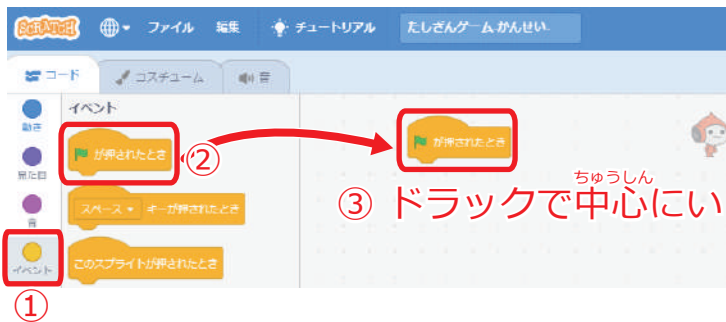 SCRATCH ファイル 編集 チュートリアル たしざんゲームかんせい
コード コスチューム 音
イベント
動き
見た目
音
イベント
が押されたとき
②
が押されたとき
スペース キーが押されたとき
このスプライトが押されたとき
ちゅうしん
③ ドラックで中心にい
①